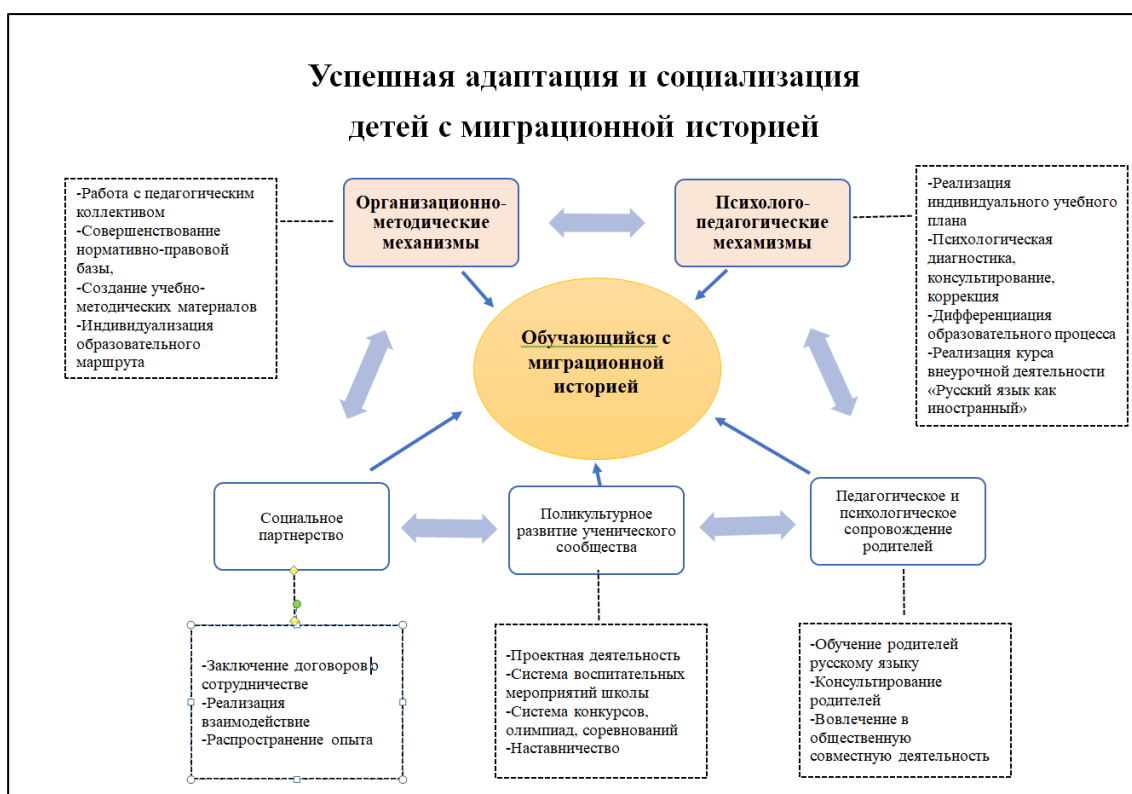 Успешная адаптация и социализация
детей с миграционной историей
-Работа с педагогическим
коллективом
-Совершенствование
нормативно-правовой
базы,
-Создание учебно-
методических материалов
-Индивидуализация
образовательного
маршрута
Организационно-
методические
механизмы
Психолого-
педагогические
мехамизмы
-Реализация
индивидуального учебного
плана
-Психологическая
диагностика,
консультирование,
коррекция
-Дифференциация
образовательного процесса
-Реализация курса
внеурочной деятельности
«Русский язык как
иностранный»
Обучающийся с
миграционной
историей
Социальное
партнерство
Поликультурное
развитие ученического
сообщества
Педагогическое и
психологическое
сопровождение
родителей
-Заключение договоров о
сотрудничестве
-Реализация
взаимодействие
-Распространение опыта
-Проектная деятельность
-Система воспитательных
мероприятий школы
-Система конкурсов,
олимпиад, соревнований
-Наставничество
-Обучение родителей
русскому языку
-Консультирование
родителей
-Вовлечение в
общественную
совместную деятельность